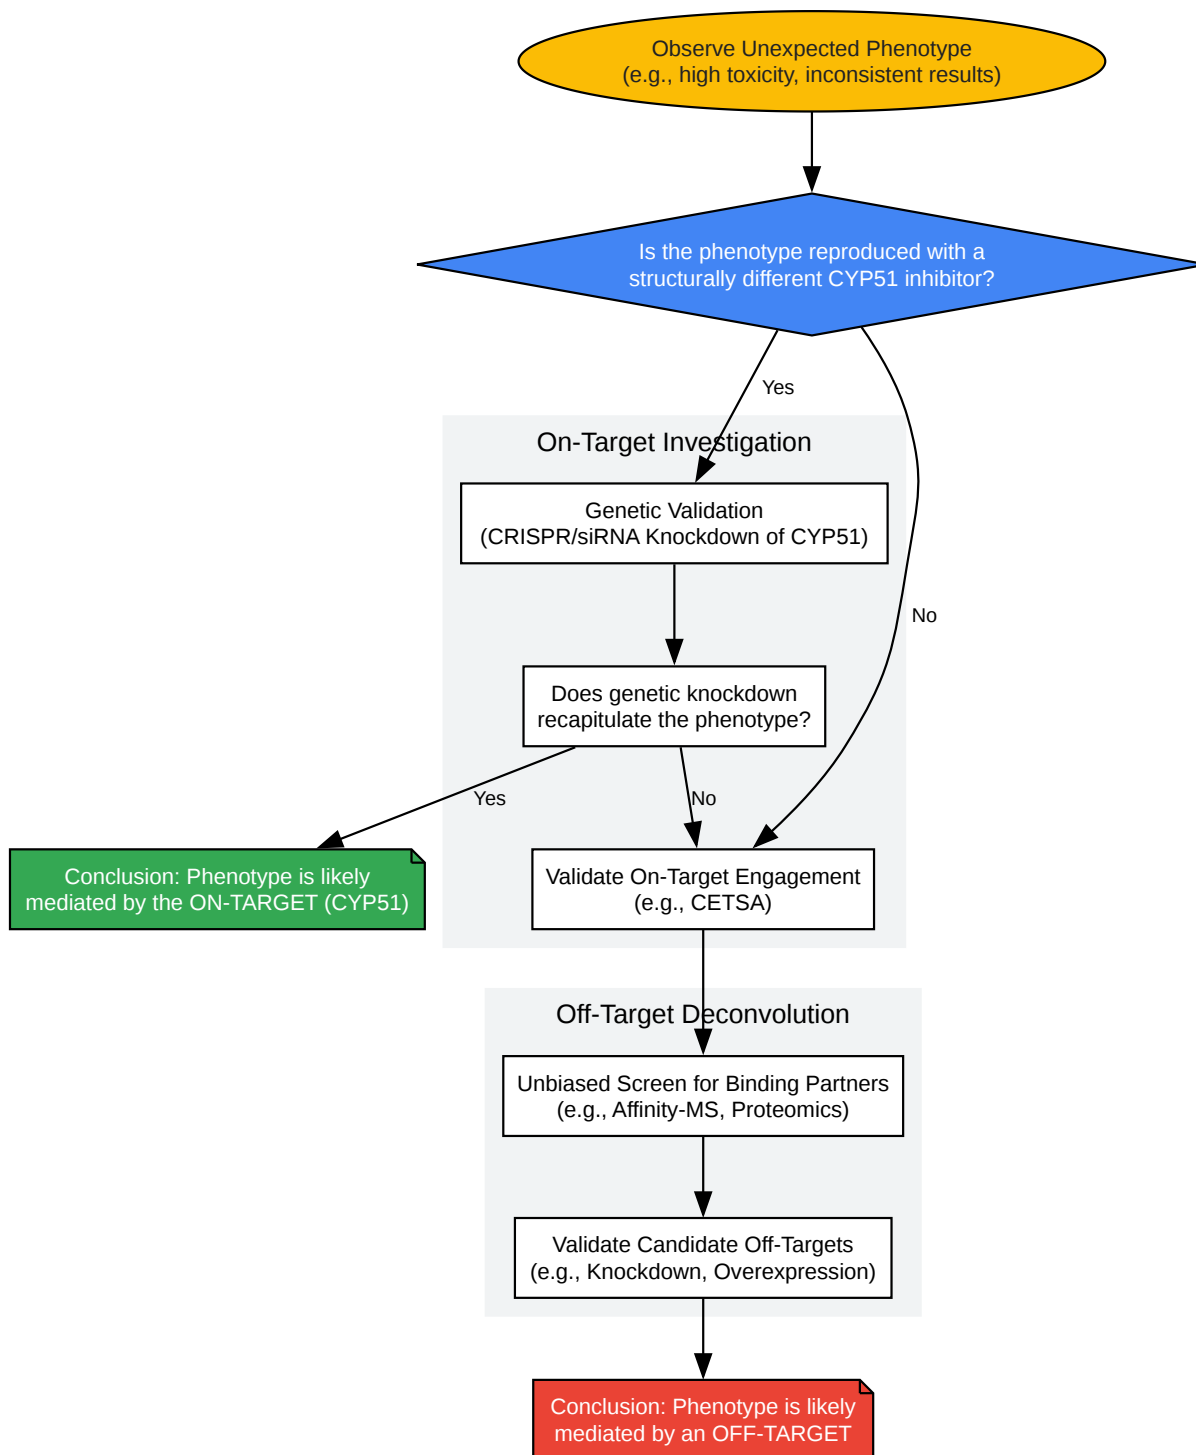 Observe Unexpected Phenotype
(e.g., high toxicity, inconsistent results)
Is the phenotype reproduced with a
structurally different CYP51 inhibitor?
Yes
On-Target Investigation
Genetic Validation
(CRISPR/siRNA Knockdown of CYP51)
No
Does genetic knockdown
recapitulate the phenotype?
Yes
No
Conclusion: Phenotype is likely
mediated by the ON-TARGET (CYP51)
Validate On-Target Engagement
(e.g., CETSA)
Off-Target Deconvolution
Unbiased Screen for Binding Partners
(e.g., Affinity-MS, Proteomics)
Validate Candidate Off-Targets
(e.g., Knockdown, Overexpression)
Conclusion: Phenotype is likely
mediated by an OFF-TARGET